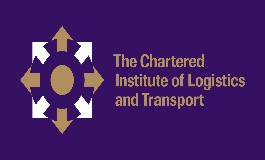 The Chartered
Institute of Logistics
and Transport